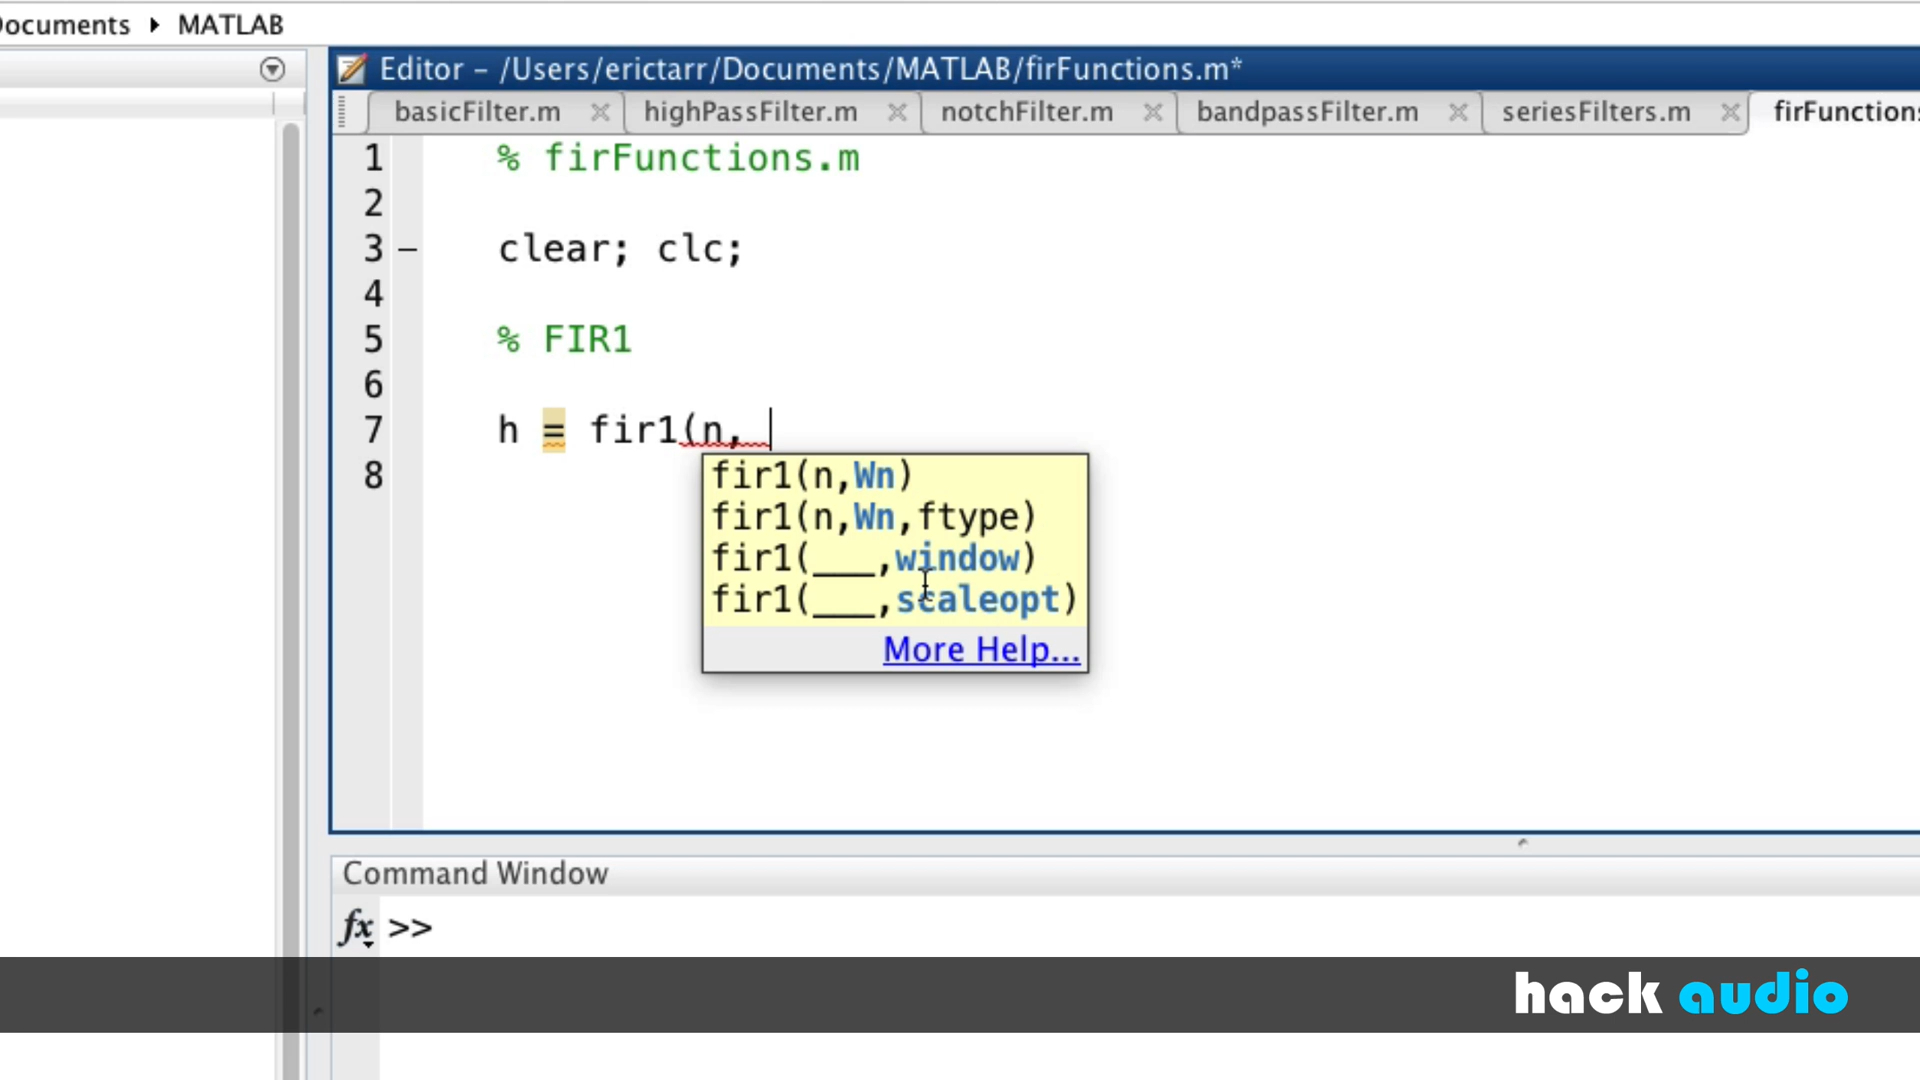 Documents ▸ MATLAB
Editor – /Users/erictarr/Documents/MATLAB/firFunctions.m*
basicFilter.m highPassFilter.m notchFilter.m bandpassFilter.m seriesFilters.m firFunctions
1 % firFunctions.m
2
3 – clear; clc;
4
5 % FIR1
6
7 h = fir1(n,
8
fir1(n,Wn)
fir1(n,Wn,ftype)
fir1(___,window)
fir1(___,scaleopt)
More Help...
Command Window
fx >>
hack audio